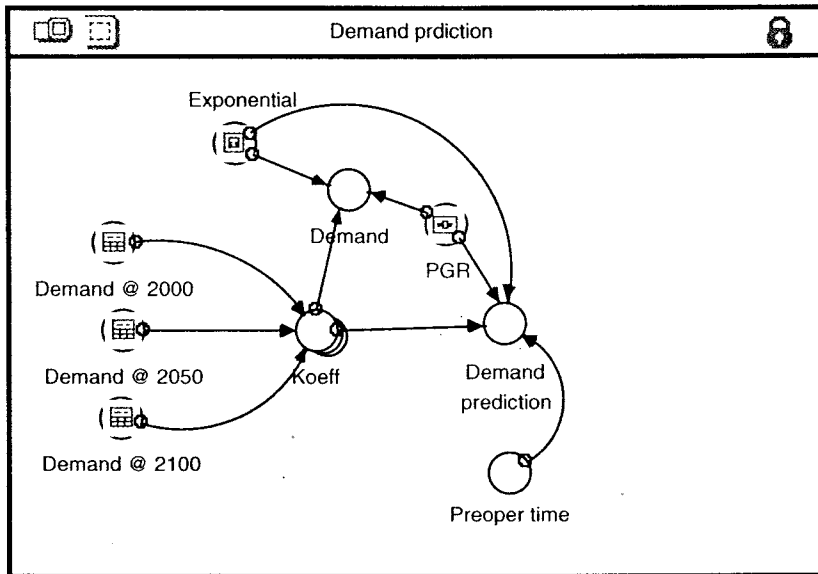 Demand prdiction
Exponential
Demand
PGR
Demand @ 2000
Demand @ 2050
Koeff
Demand
prediction
Demand @ 2100
Preoper time